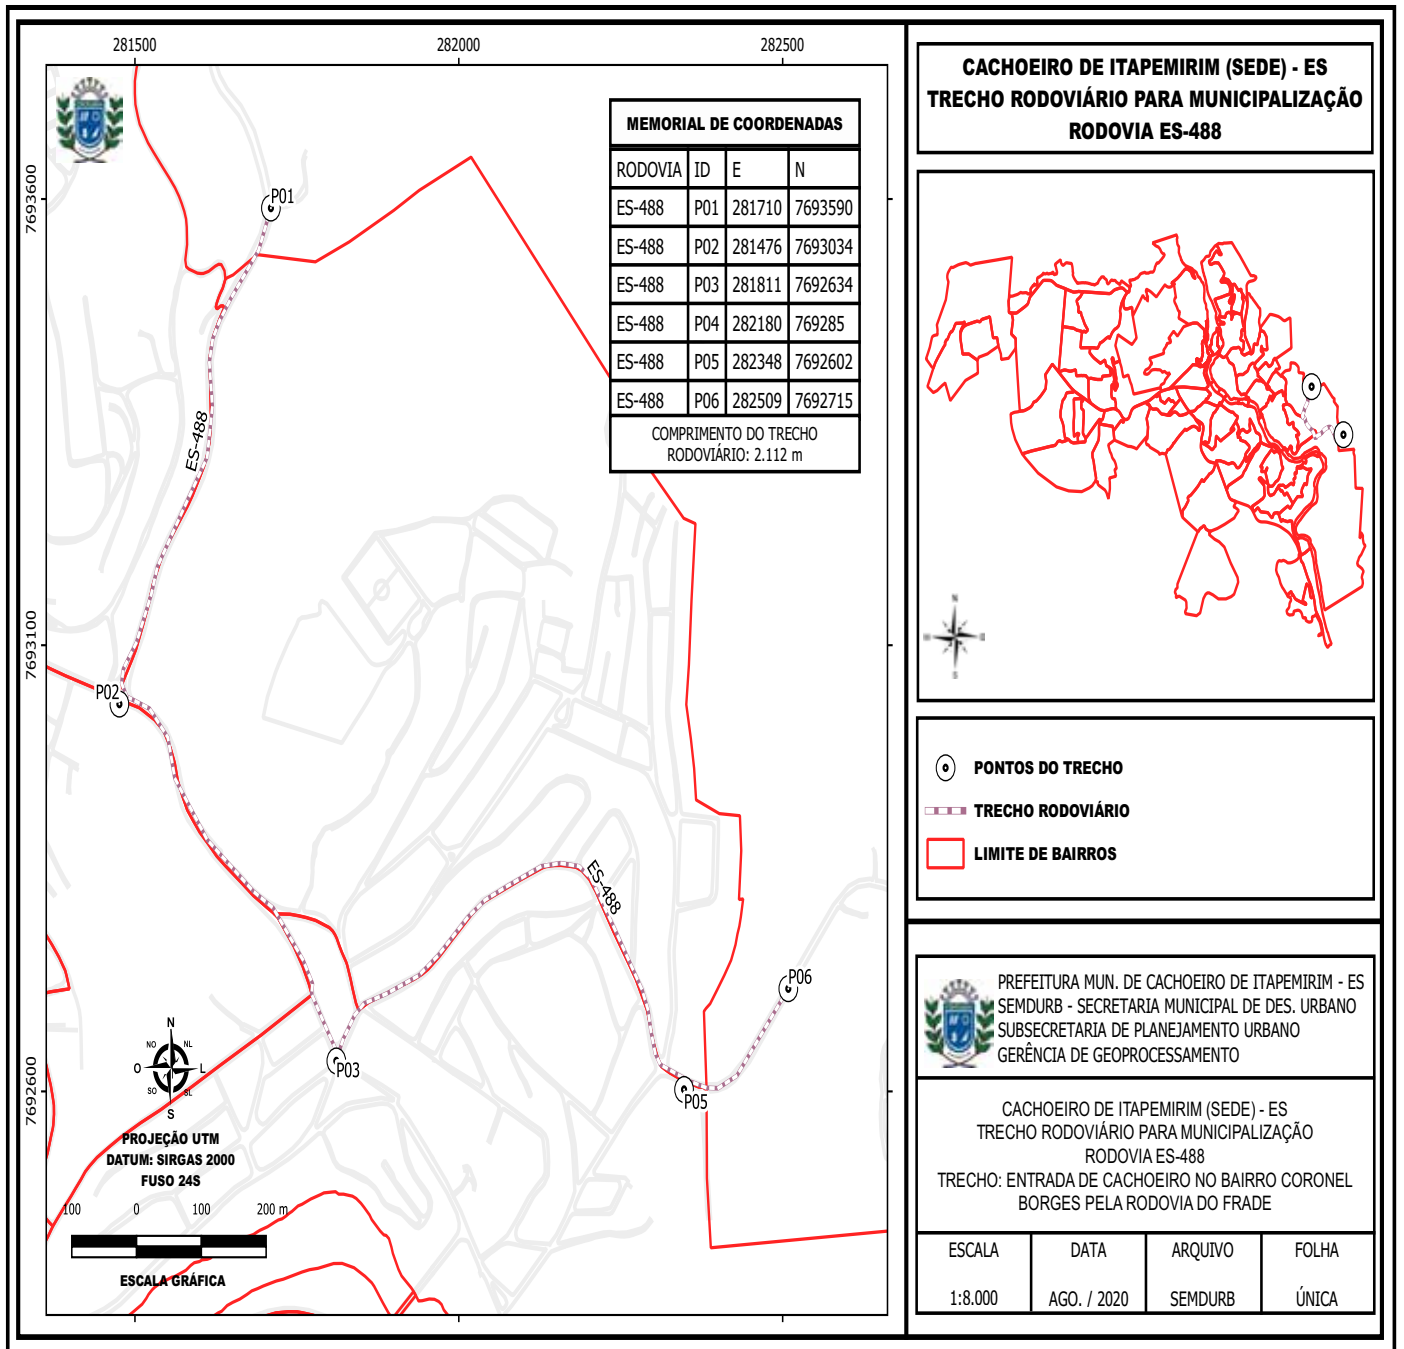 281500
282000
282500
7693600
7693100
7692600
P01
ES-488
P02
P03
ES-488
P05
P06
MEMORIAL DE COORDENADAS
RODOVIA ID E N
ES-488 P01 281710 7693590
ES-488 P02 281476 7693034
ES-488 P03 281811 7692634
ES-488 P04 282180 769285
ES-488 P05 282348 7692602
ES-488 P06 282509 7692715
COMPRIMENTO DO TRECHO
RODOVIÁRIO: 2.112 m
N
NO NL
O L
SO SL
S
PROJEÇÃO UTM
DATUM: SIRGAS 2000
FUSO 24S
100 0 100 200 m
ESCALA GRÁFICA
CACHOEIRO DE ITAPEMIRIM (SEDE) - ES
TRECHO RODOVIÁRIO PARA MUNICIPALIZAÇÃO
RODOVIA ES-488
N
S
PONTOS DO TRECHO
TRECHO RODOVIÁRIO
LIMITE DE BAIRROS
PREFEITURA MUN. DE CACHOEIRO DE ITAPEMIRIM - ES
SEMDURB - SECRETARIA MUNICIPAL DE DES. URBANO
SUBSECRETARIA DE PLANEJAMENTO URBANO
GERÊNCIA DE GEOPROCESSAMENTO
CACHOEIRO DE ITAPEMIRIM (SEDE) - ES
TRECHO RODOVIÁRIO PARA MUNICIPALIZAÇÃO
RODOVIA ES-488
TRECHO: ENTRADA DE CACHOEIRO NO BAIRRO CORONEL
BORGES PELA RODOVIA DO FRADE
ESCALA DATA ARQUIVO FOLHA
1:8.000 AGO. / 2020 SEMDURB ÚNICA